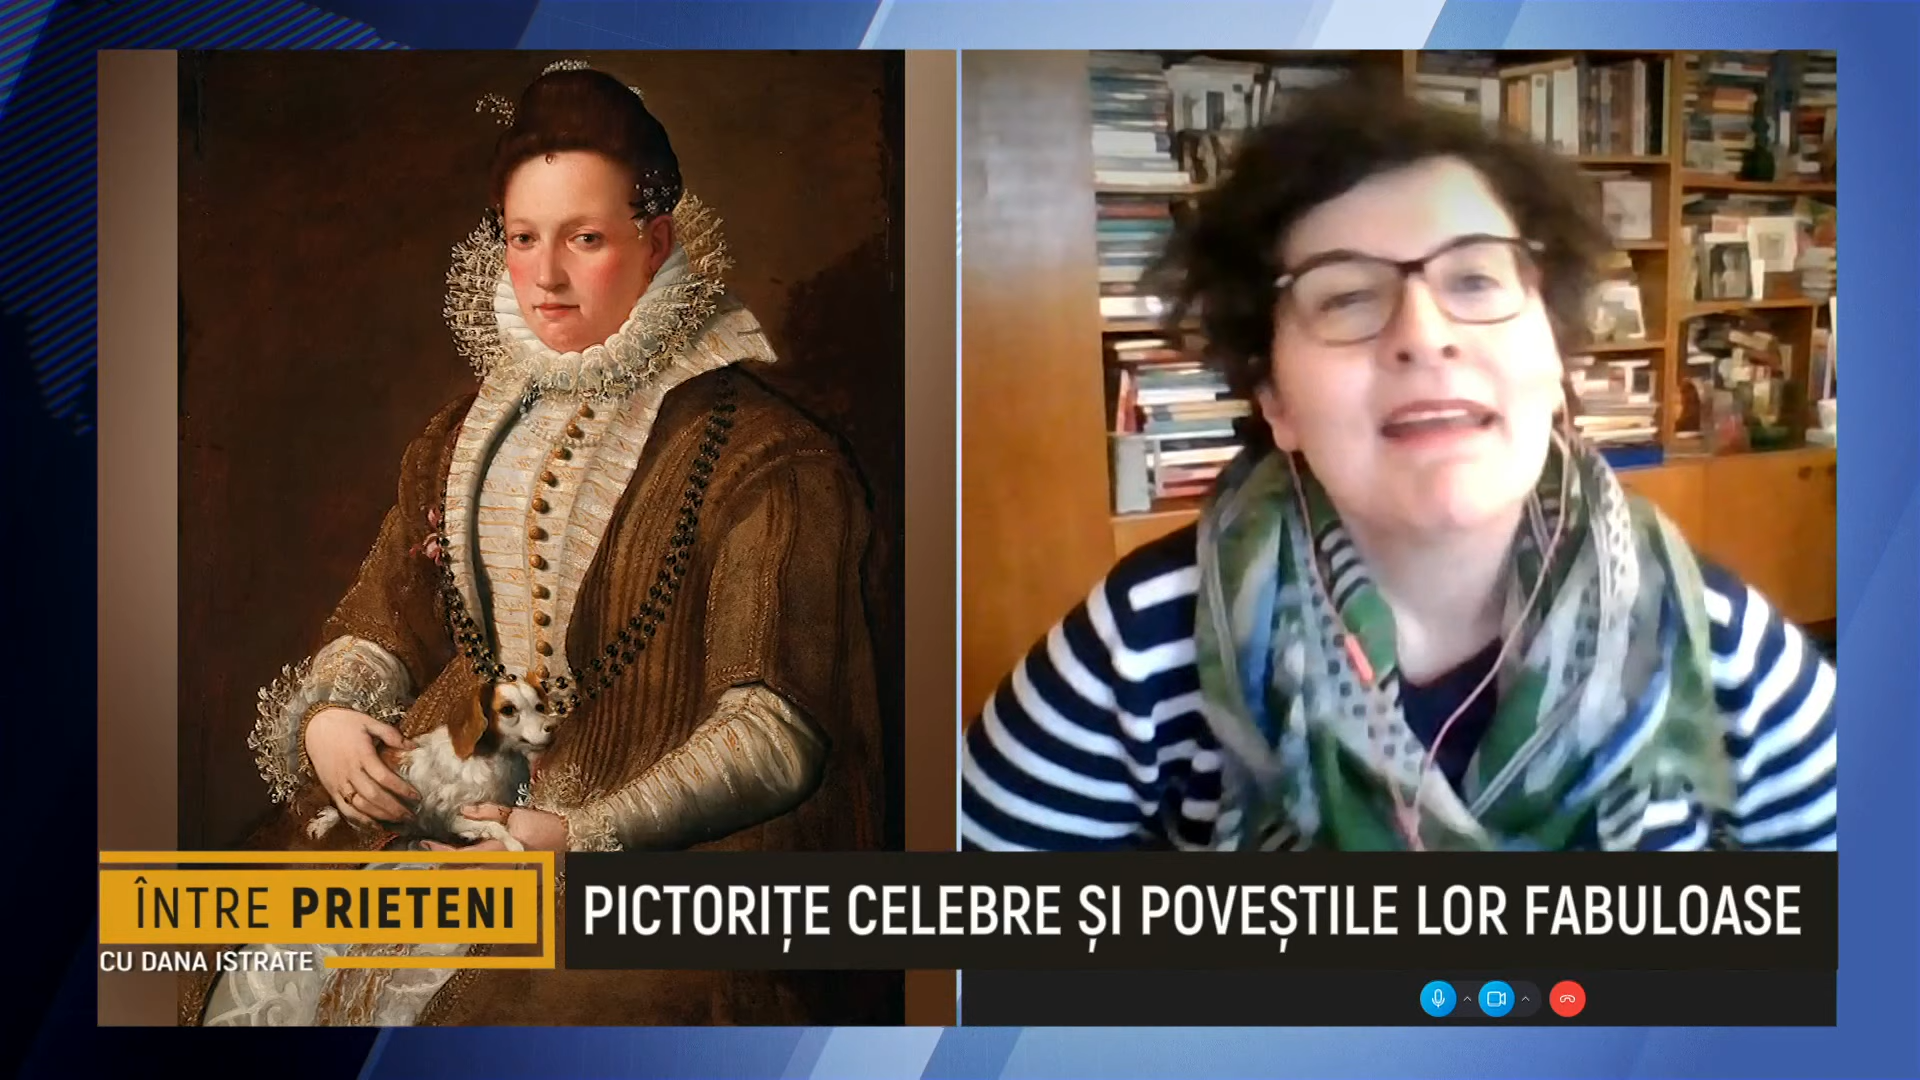 ÎNTRE PRIETENI
CU DANA ISTRATE
PICTORIȚE CELEBRE ȘI POVEȘTILE LOR FABULOASE